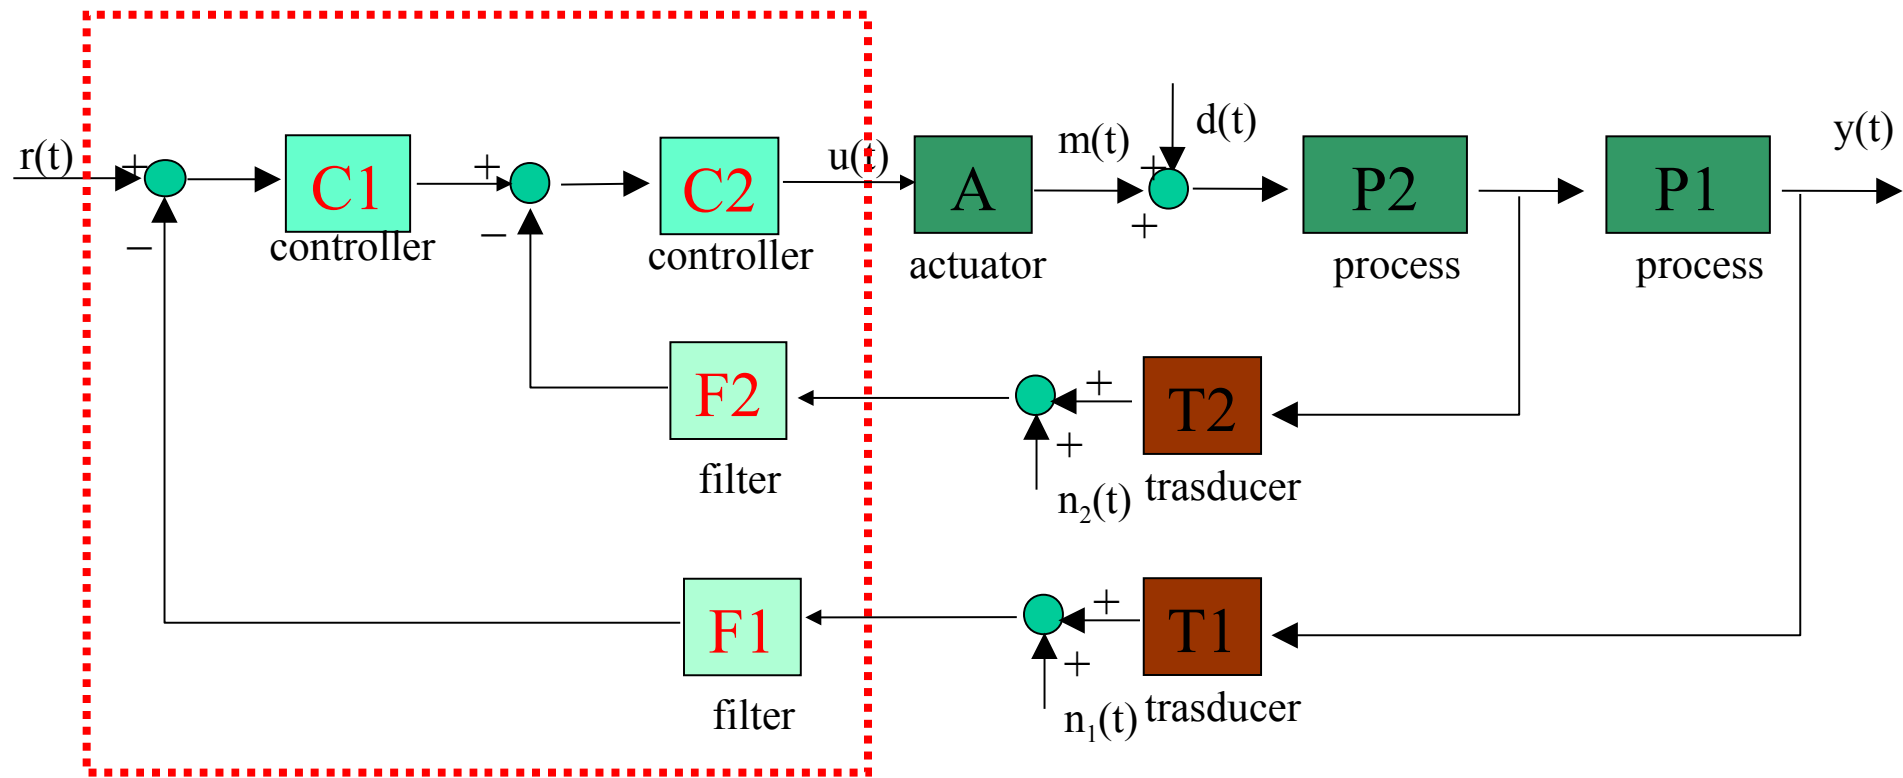 r(t)
+
−
C1
controller
+
−
C2
controller
u(t)
A
actuator
m(t)
d(t)
+
+
P2
process
P1
process
y(t)
F2
filter
+
+
n₂(t)
T2
trasducer
F1
filter
+
+
n₁(t)
T1
trasducer